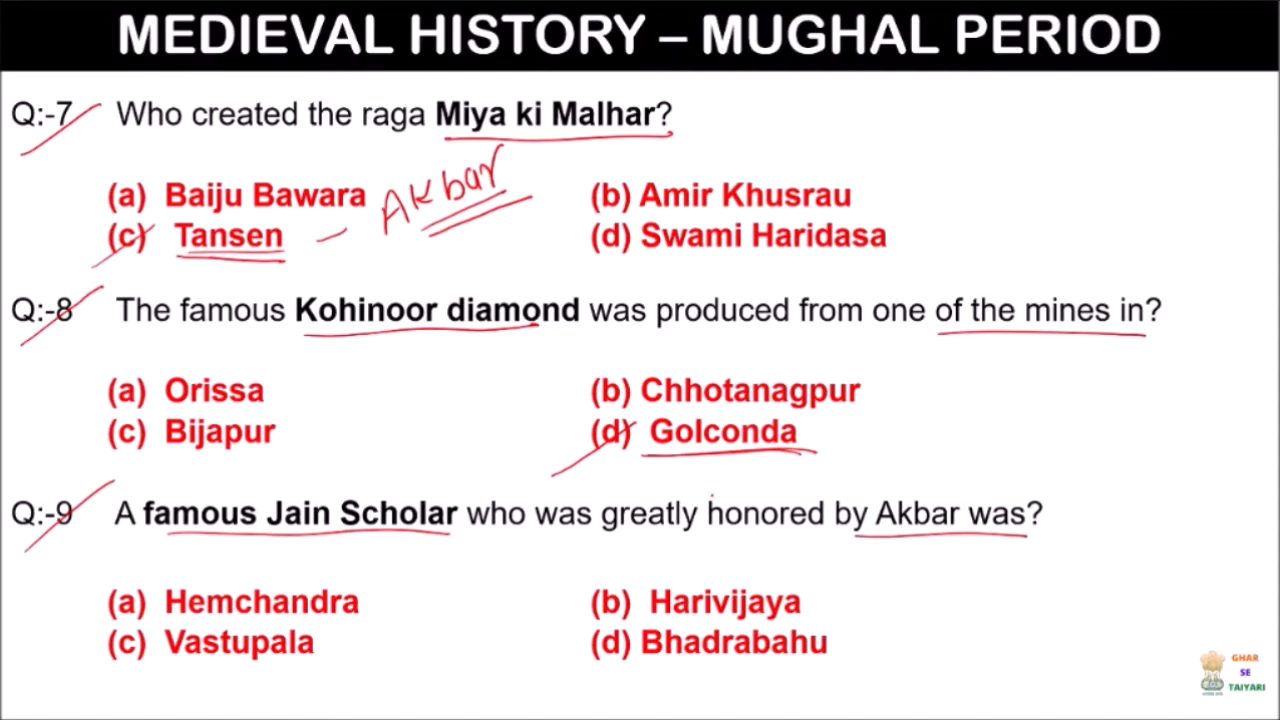 MEDIEVAL HISTORY – MUGHAL PERIOD
Q:-7 Who created the raga Miya ki Malhar?
(a) Baiju Bawara (b) Amir Khusrau
Akbar
(c) Tansen (d) Swami Haridasa
Q:-8 The famous Kohinoor diamond was produced from one of the mines in?
(a) Orissa (b) Chhotanagpur
(c) Bijapur (d) Golconda
Q:-9 A famous Jain Scholar who was greatly honored by Akbar was?
(a) Hemchandra (b) Harivijaya
(c) Vastupala (d) Bhadrabahu
GHAR
SE
TAIYARI